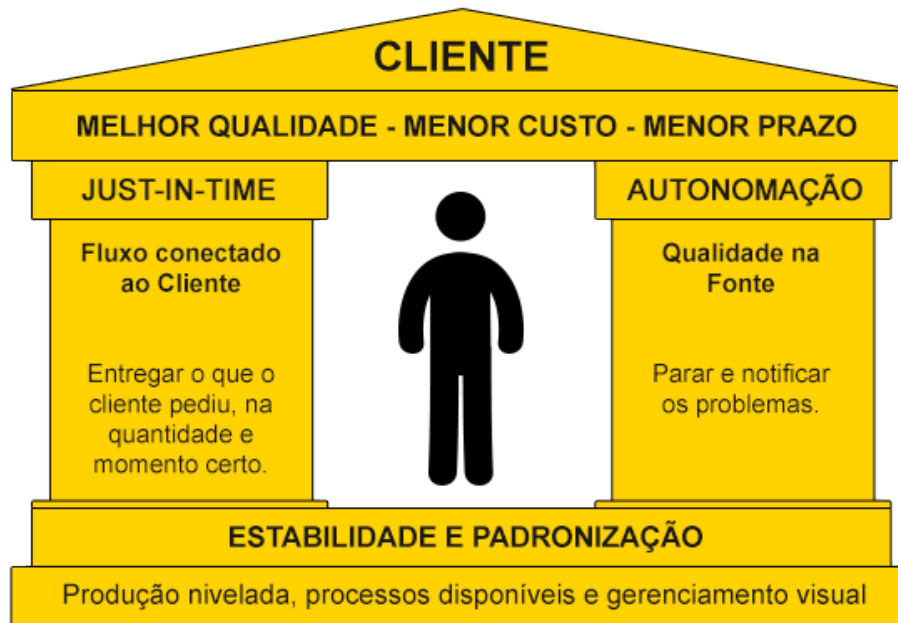 CLIENTE
MELHOR QUALIDADE - MENOR CUSTO - MENOR PRAZO
JUST-IN-TIME
Fluxo conectado
ao Cliente
Entregar o que o
cliente pediu, na
quantidade e
momento certo.
AUTONOMAÇÃO
Qualidade na
Fonte
Parar e notificar
os problemas.
ESTABILIDADE E PADRONIZAÇÃO
Produção nivelada, processos disponíveis e gerenciamento visual